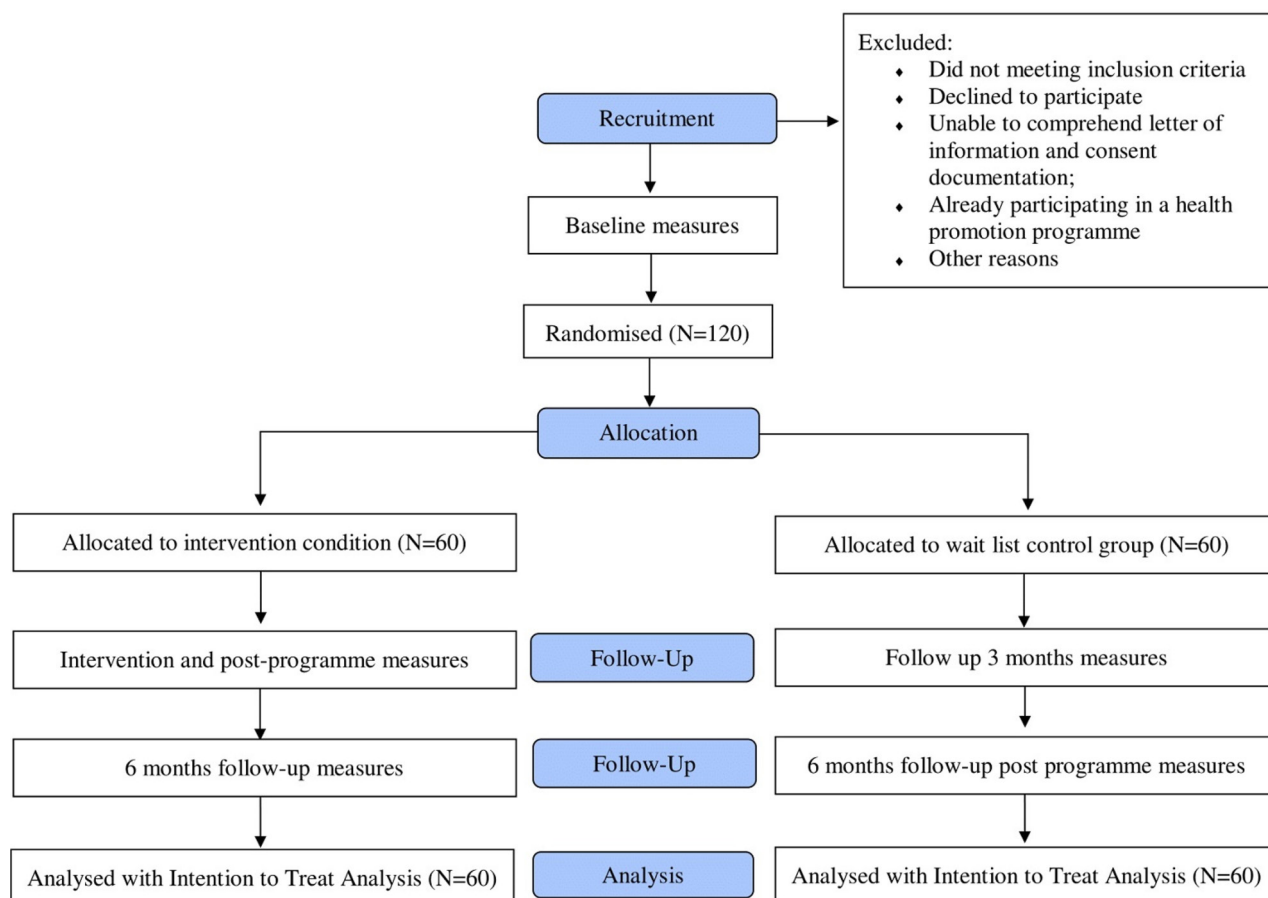 Excluded:
♦ Did not meeting inclusion criteria
♦ Declined to participate
♦ Unable to comprehend letter of
information and consent
documentation;
♦ Already participating in a health
promotion programme
♦ Other reasons
Recruitment
Baseline measures
Randomised (N=120)
Allocation
Allocated to intervention condition (N=60)
Allocated to wait list control group (N=60)
Intervention and post-programme measures
Follow-Up
Follow up 3 months measures
6 months follow-up measures
Follow-Up
6 months follow-up post programme measures
Analysed with Intention to Treat Analysis (N=60)
Analysis
Analysed with Intention to Treat Analysis (N=60)